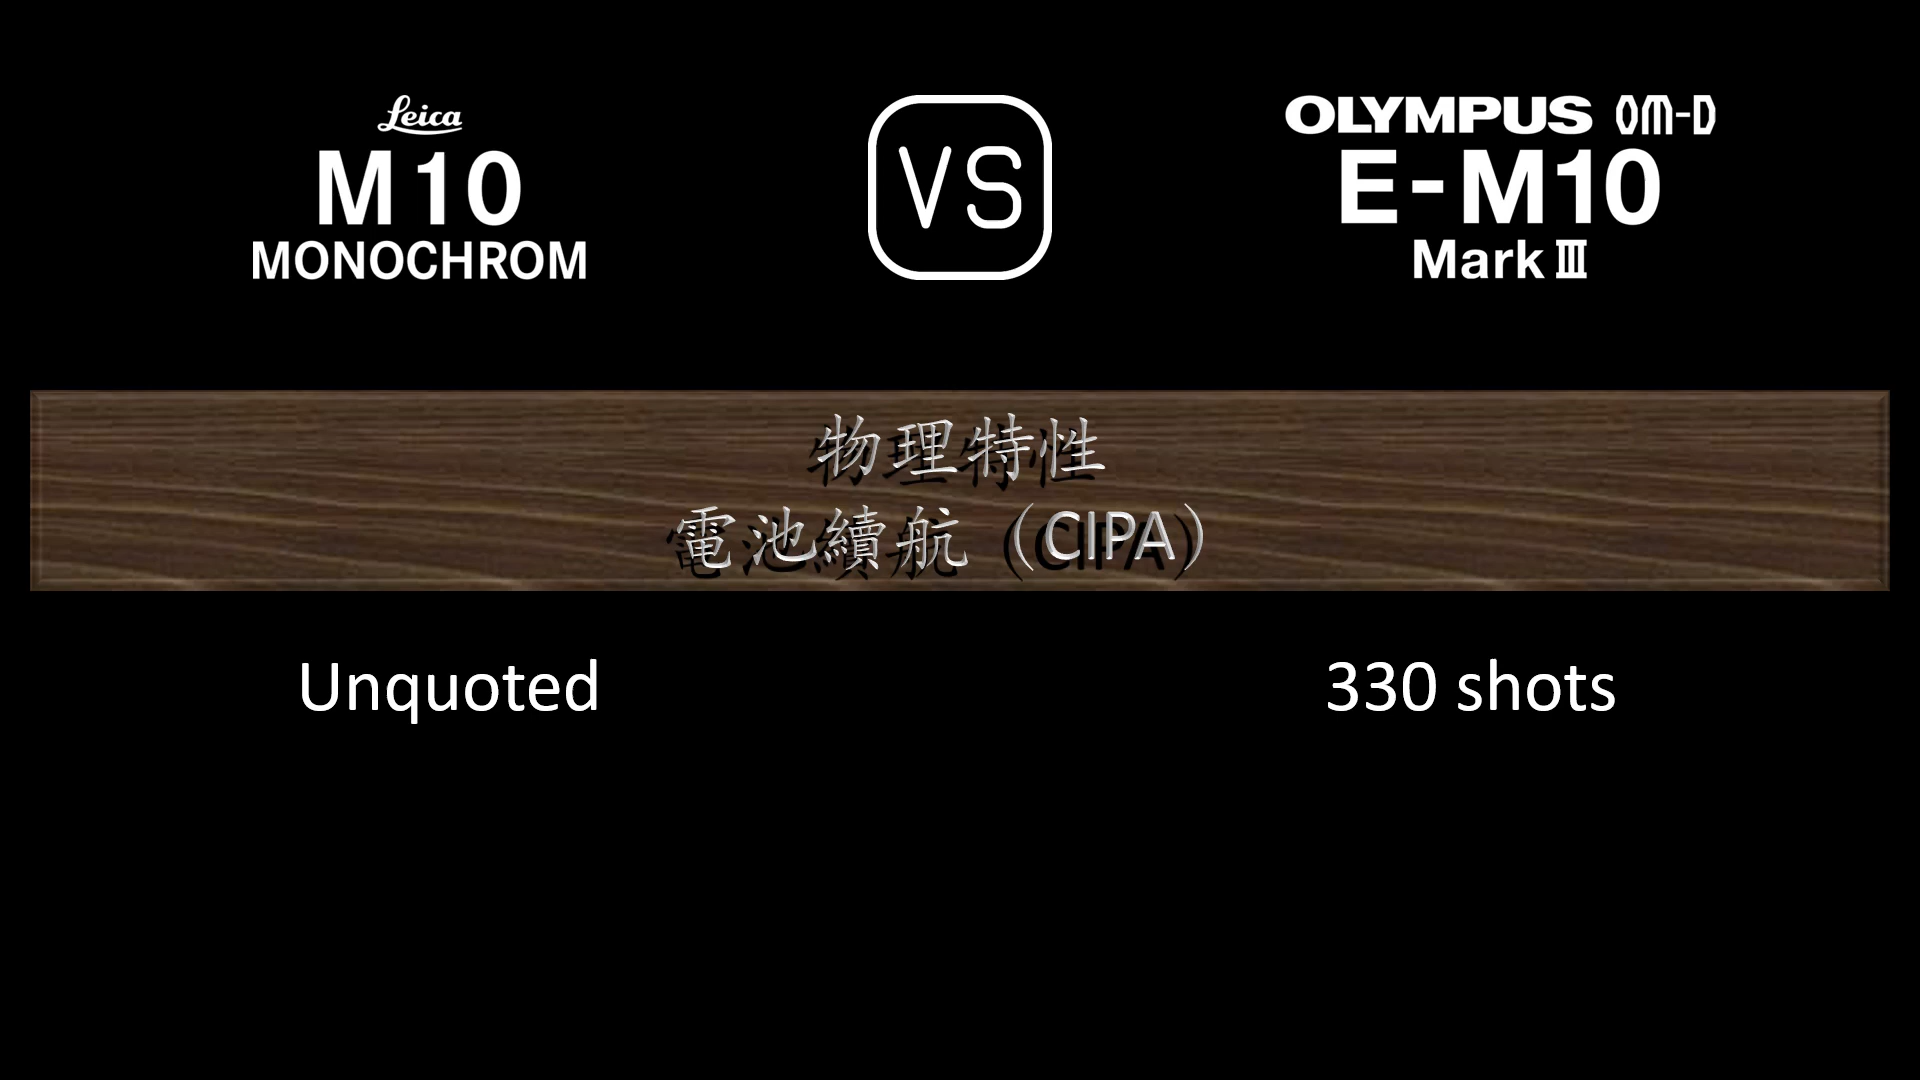 Leica
M10
MONOCHROM
VS
OLYMPUS OM-D
E-M10
Mark III
物理特性
電池續航（CIPA）
Unquoted
330 shots